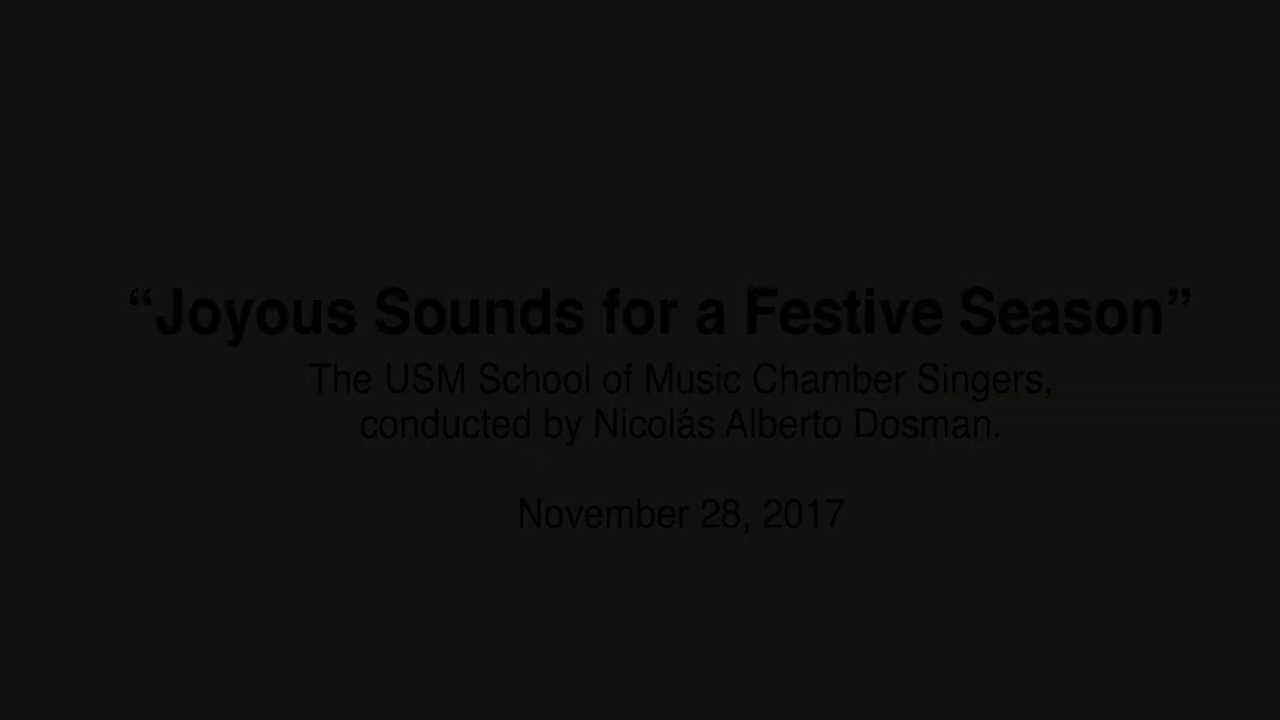 “Joyous Sounds for a Festive Season”
The USM School of Music Chamber Singers,
conducted by Nicolás Alberto Dosman.
November 28, 2017